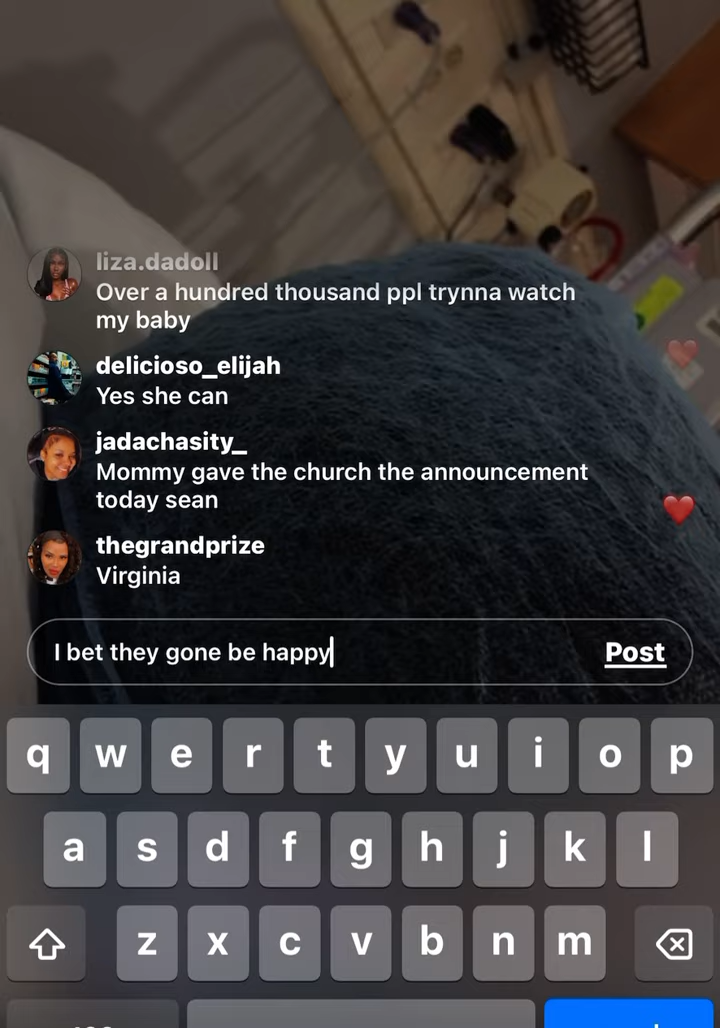 liza.dadoll
Over a hundred thousand ppl trynna watch
my baby
delicioso_elijah
Yes she can
jadachasity_
Mommy gave the church the announcement
today sean
thegrandprize
Virginia
I bet they gone be happy
Post
q w e r t y u i o p
a s d f g h j k l
z x c v b n m